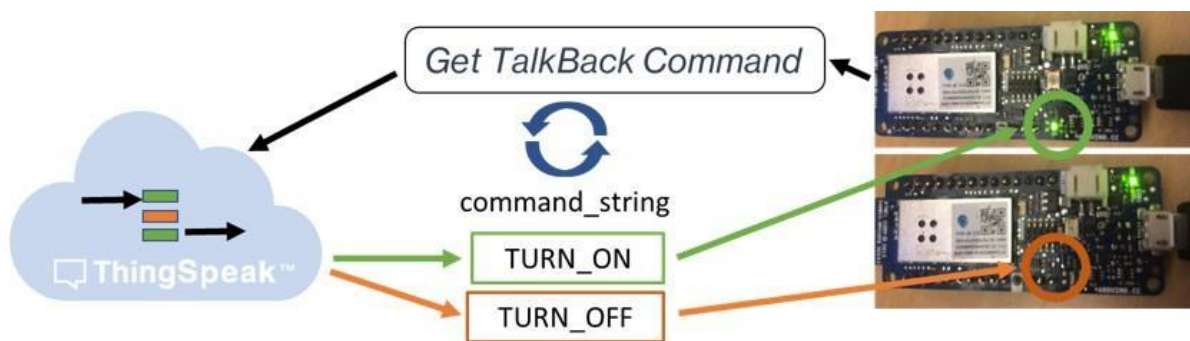 Get TalkBack Command
command_string
ThingSpeak™
TURN_ON
TURN_OFF